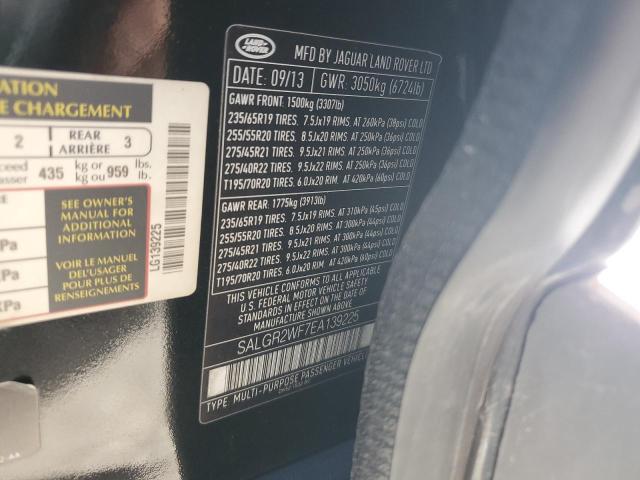 ATION
E CHARGEMENT
2 REAR ARRIÈRE 3
xceed 435 kg or kg ou 959 lbs. lb.
SEE OWNER'S
MANUAL FOR
ADDITIONAL
INFORMATION
VOIR LE MANUEL
DE L'USAGER
POUR PLUS DE
RENSEIGNEMENTS
kPa
kPa
KPa
LG139225
LAND ROVER
MFD BY JAGUAR LAND ROVER LTD
DATE: 09/13 GWR: 3050kg (6724lb)
GAWR FRONT: 1500kg (3307lb)
235/65R19 TIRES. 7.5Jx19 RIMS. AT 260kPa (38psi) COLD
255/55R20 TIRES. 8.5Jx20 RIMS. AT 250kPa (36psi) COLD
275/45R21 TIRES. 9.5Jx21 RIMS. AT 250kPa (36psi) COLD
275/40R22 TIRES. 9.5Jx22 RIMS. AT 250kPa (36psi) COLD
T195/70R20 TIRES. 6.0Jx20 RIM. AT 420kPa (60psi) COLD
GAWR REAR: 1775kg (3913lb)
235/65R19 TIRES. 7.5Jx19 RIMS. AT 310kPa (45psi) COLD
255/55R20 TIRES. 8.5Jx20 RIMS. AT 300kPa (44psi) COLD
275/45R21 TIRES. 9.5Jx21 RIMS. AT 300kPa (44psi) COLD
275/40R22 TIRES. 9.5Jx22 RIMS. AT 300kPa (44psi) COLD
T195/70R20 TIRES. 6.0Jx20 RIM. AT 420kPa (60psi) COLD
THIS VEHICLE CONFORMS TO ALL APPLICABLE
U.S. FEDERAL MOTOR VEHICLE SAFETY
STANDARDS IN EFFECT ON THE DATE OF
MANUFACTURE SHOWN ABOVE.
SALGR2WF7EA139225
TYPE: MULTI-PURPOSE PASSENGER VEHICLE